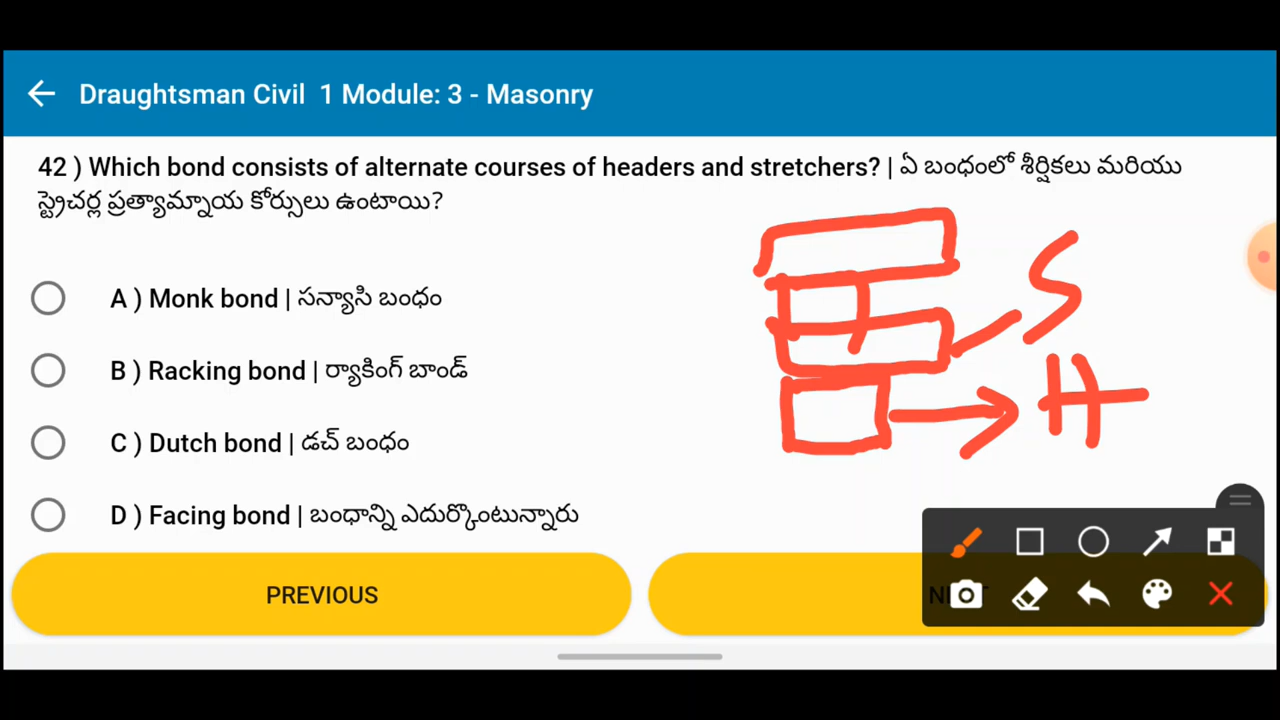 Draughtsman Civil 1 Module: 3 - Masonry
42 ) Which bond consists of alternate courses of headers and stretchers? | ఏ బంధంలో శీర్షికలు మరియు
స్ట్రెచర్ల ప్రత్యామ్నాయ కోర్సులు ఉంటాయి?
S
A ) Monk bond | సన్యాసి బంధం
B ) Racking bond | ర్యాకింగ్ బాండ్
H
C ) Dutch bond | డచ్ బంధం
D ) Facing bond | బంధాన్ని ఎదుర్కొంటున్నారు
PREVIOUS